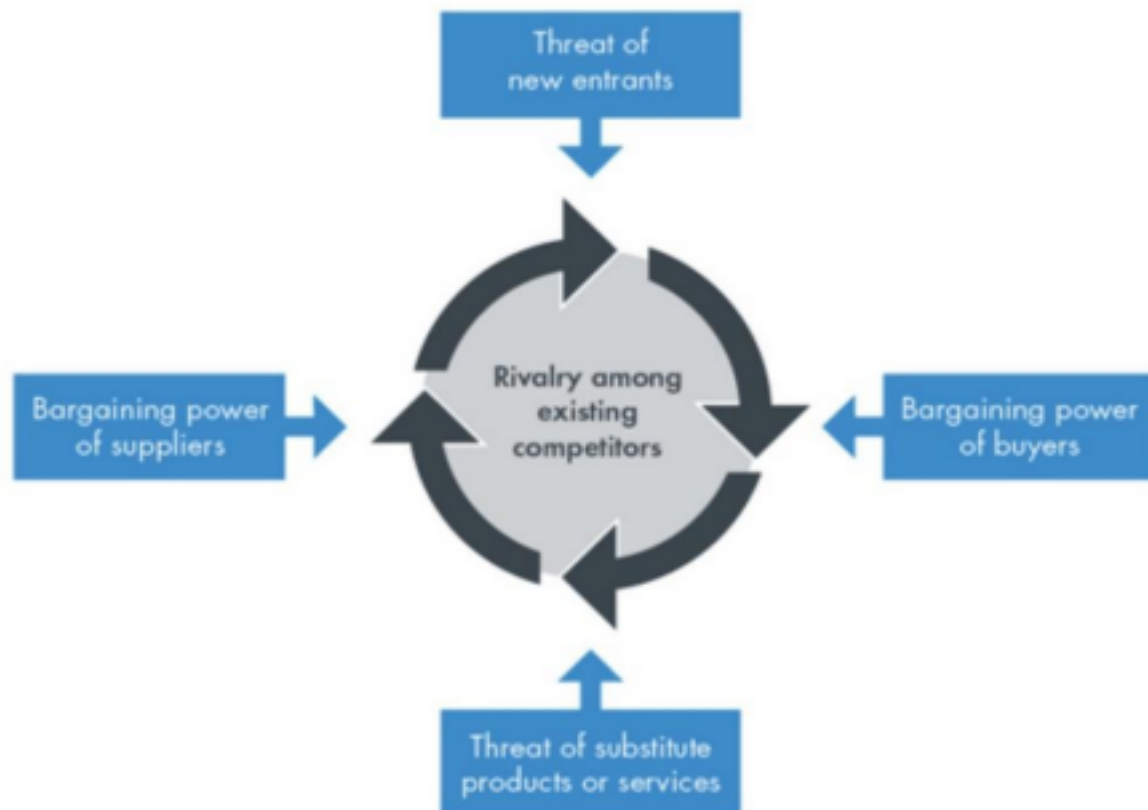 Threat of
new entrants
Bargaining power
of suppliers
Rivalry among
existing
competitors
Bargaining power
of buyers
Threat of substitute
products or services